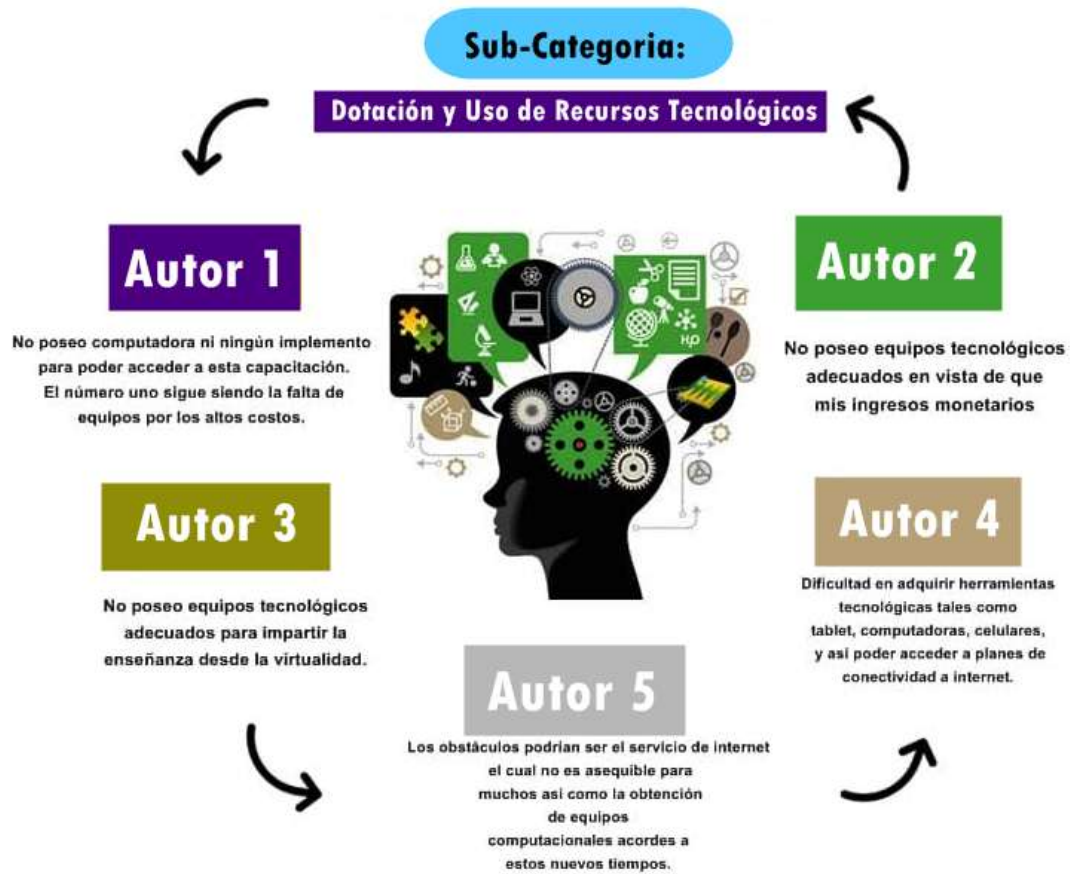 Sub-Categoria:
Dotación y Uso de Recursos Tecnológicos
Autor 1
No poseo computadora ni ningún implemento
para poder acceder a esta capacitación.
El número uno sigue siendo la falta de
equipos por los altos costos.
Autor 2
No poseo equipos tecnológicos
adecuados en vista de que
mis ingresos monetarios
H2O
Autor 3
No poseo equipos tecnológicos
adecuados para impartir la
enseñanza desde la virtualidad.
Autor 4
Dificultad en adquirir herramientas
tecnológicas tales como
tablet, computadoras, celulares,
y así poder acceder a planes de
conectividad a internet.
Autor 5
Los obstáculos podrían ser el servicio de internet
el cual no es asequible para
muchos asi como la obtención
de equipos
computacionales acordes a
estos nuevos tiempos.